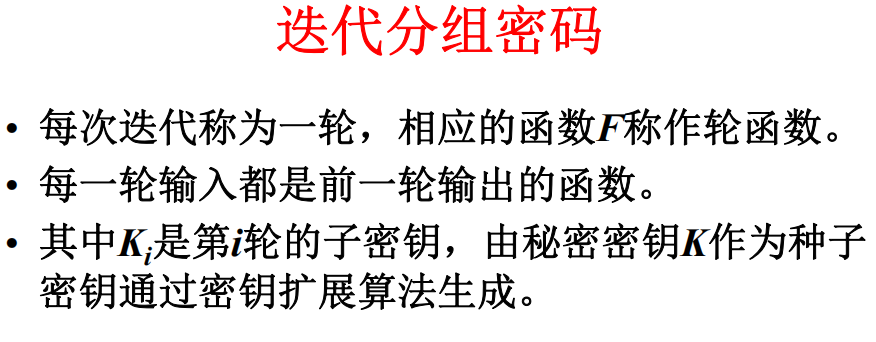 迭代分组密码
• 每次迭代称为一轮，相应的函数F称作轮函数。
• 每一轮输入都是前一轮输出的函数。
• 其中Ki是第i轮的子密钥，由秘密密钥K作为种子
密钥通过密钥扩展算法生成。